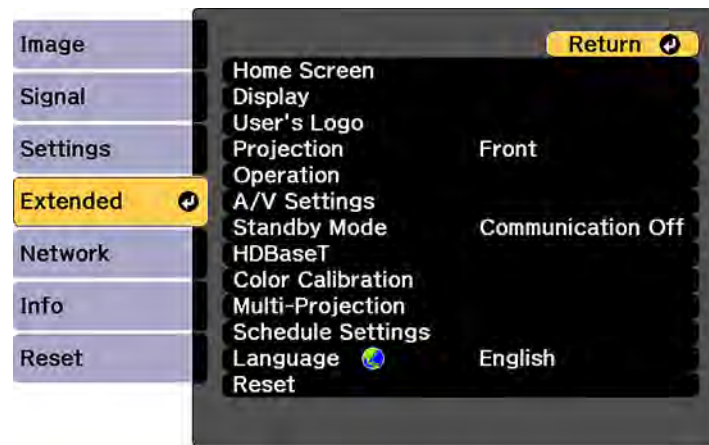 Image
Signal
Settings
Extended
Network
Info
Reset
Return
Home Screen
Display
User's Logo
Projection Front
Operation
A/V Settings
Standby Mode Communication Off
HDBaseT
Color Calibration
Multi-Projection
Schedule Settings
Language English
Reset